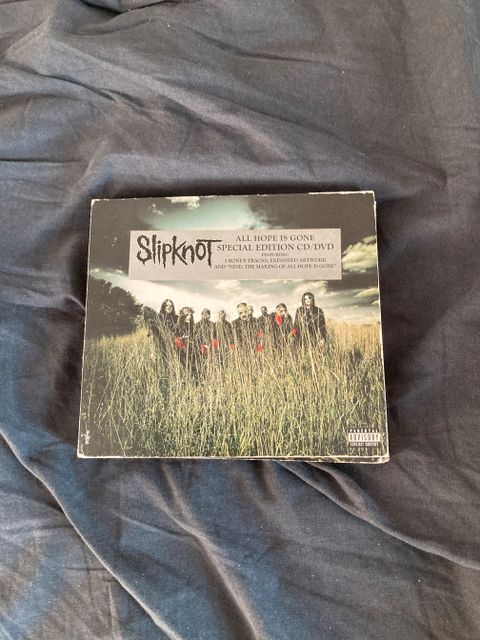 SlipKnoT
ALL HOPE IS GONE
SPECIAL EDITION CD/DVD
FEATURING:
3 BONUS TRACKS; EXPANDED ARTWORK
AND "NINE: THE MAKING OF ALL HOPE IS GONE"
PARENTAL
ADVISORY
EXPLICIT CONTENT